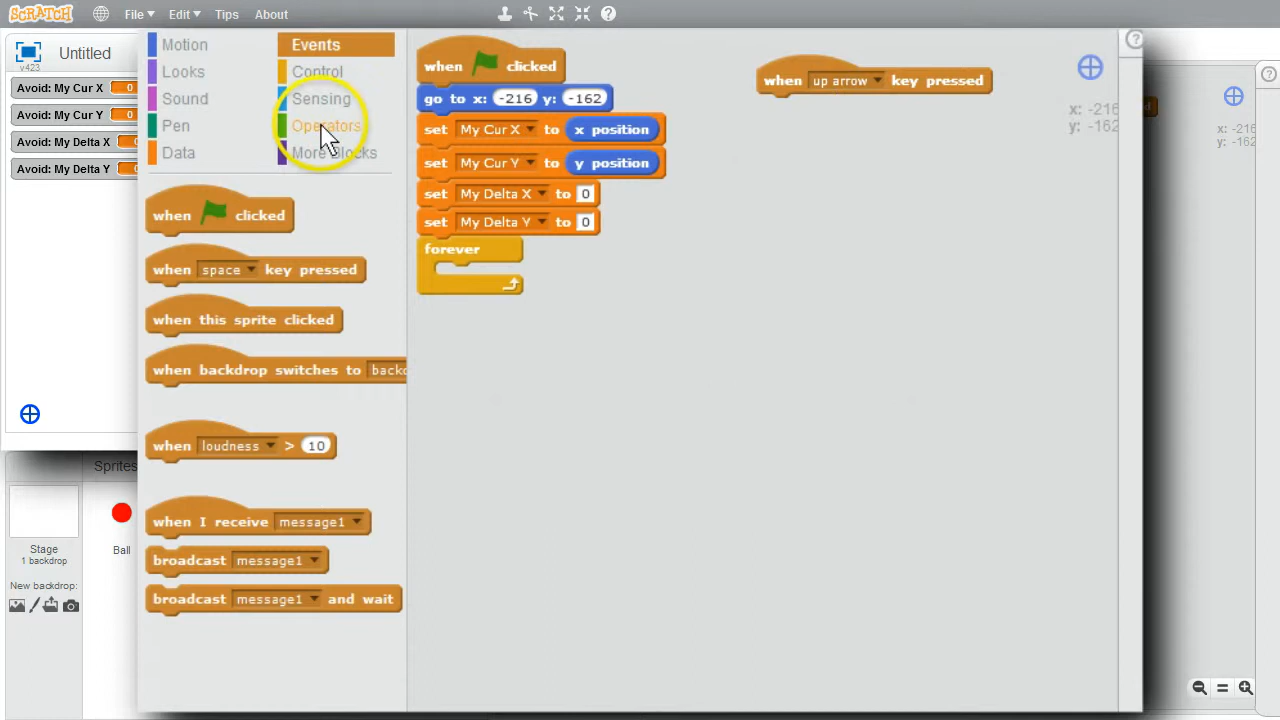 SCRATCH File Edit Tips About
Untitled
v423
Avoid: My Cur X 0
Avoid: My Cur Y 0
Avoid: My Delta X 0
Avoid: My Delta Y 0
Motion Events
Looks Control
Sound Sensing
Pen Operators
Data More Blocks
when clicked
when space key pressed
when this sprite clicked
when backdrop switches to
when loudness > 10
when I receive message1
broadcast message1
broadcast message1 and wait
when clicked
go to x: -216 y: -162
set My Cur X to x position
set My Cur Y to y position
set My Delta X to 0
set My Delta Y to 0
forever
when up arrow key pressed
x: -216
y: -162
x: -216
y: -162
Sprites
Stage
1 backdrop
New backdrop:
Ball